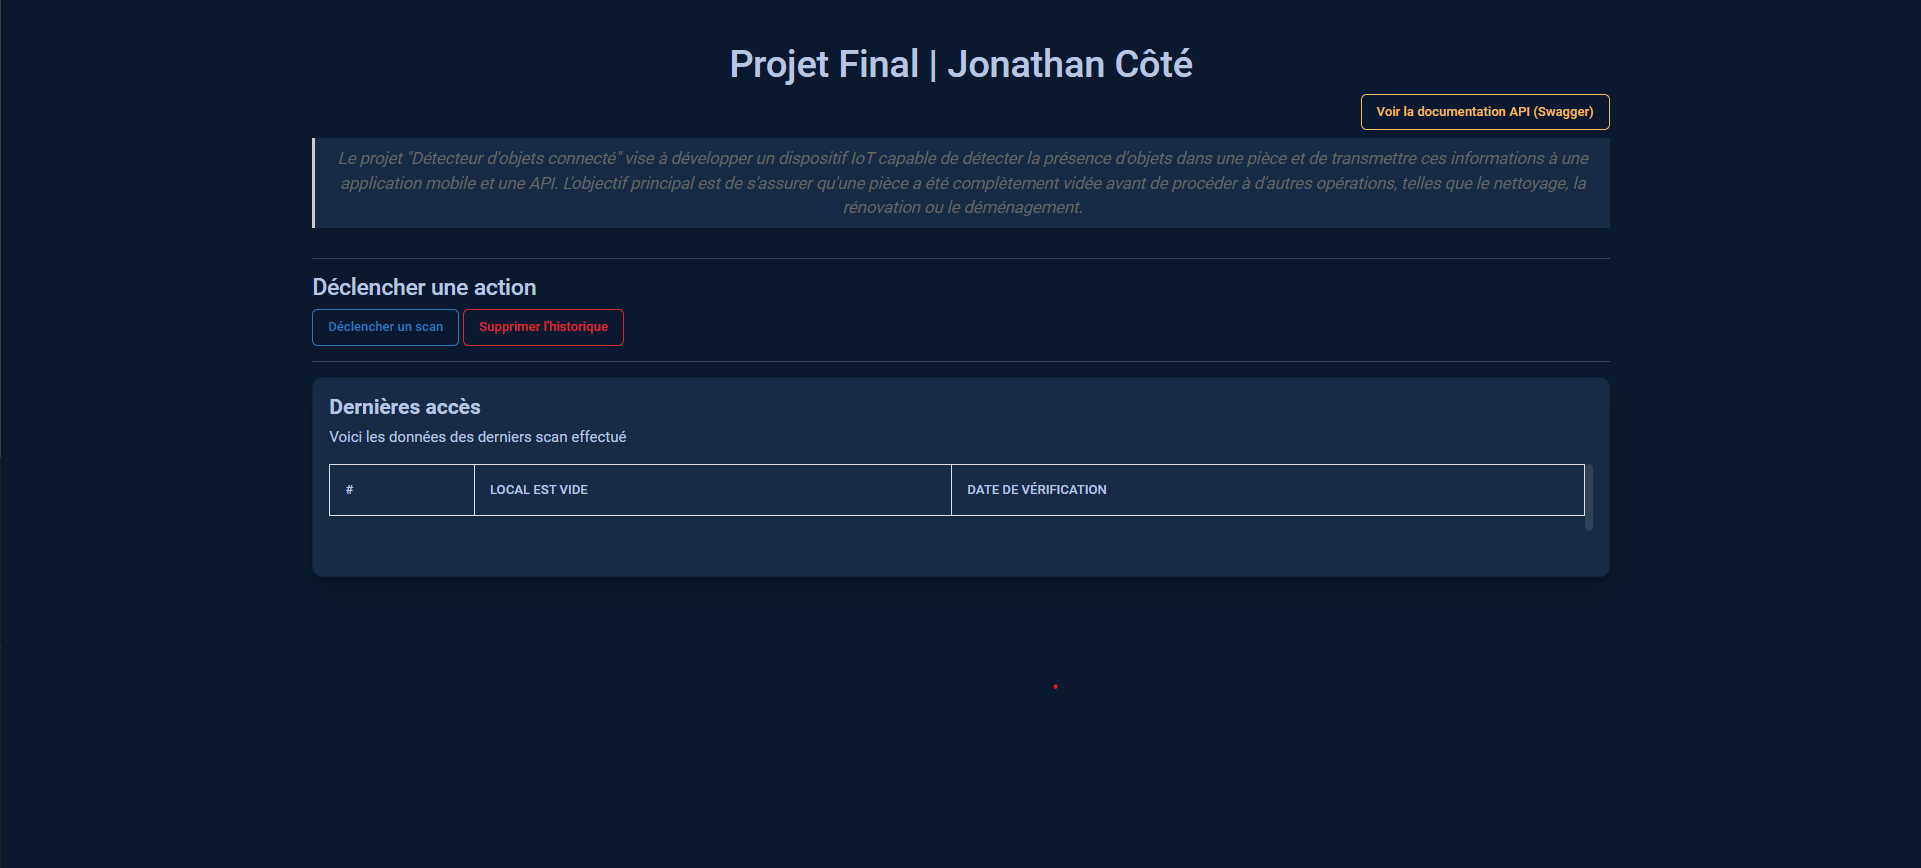 Projet Final | Jonathan Côté
Voir la documentation API (Swagger)
Le projet "Détecteur d'objets connecté" vise à développer un dispositif IoT capable de détecter la présence d'objets dans une pièce et de transmettre ces informations à une
application mobile et une API. L'objectif principal est de s'assurer qu'une pièce a été complètement vidée avant de procéder à d'autres opérations, telles que le nettoyage, la
rénovation ou le déménagement.
Déclencher une action
Déclencher un scan Supprimer l'historique
Dernières accès
Voici les données des derniers scan effectué
# LOCAL EST VIDE DATE DE VÉRIFICATION